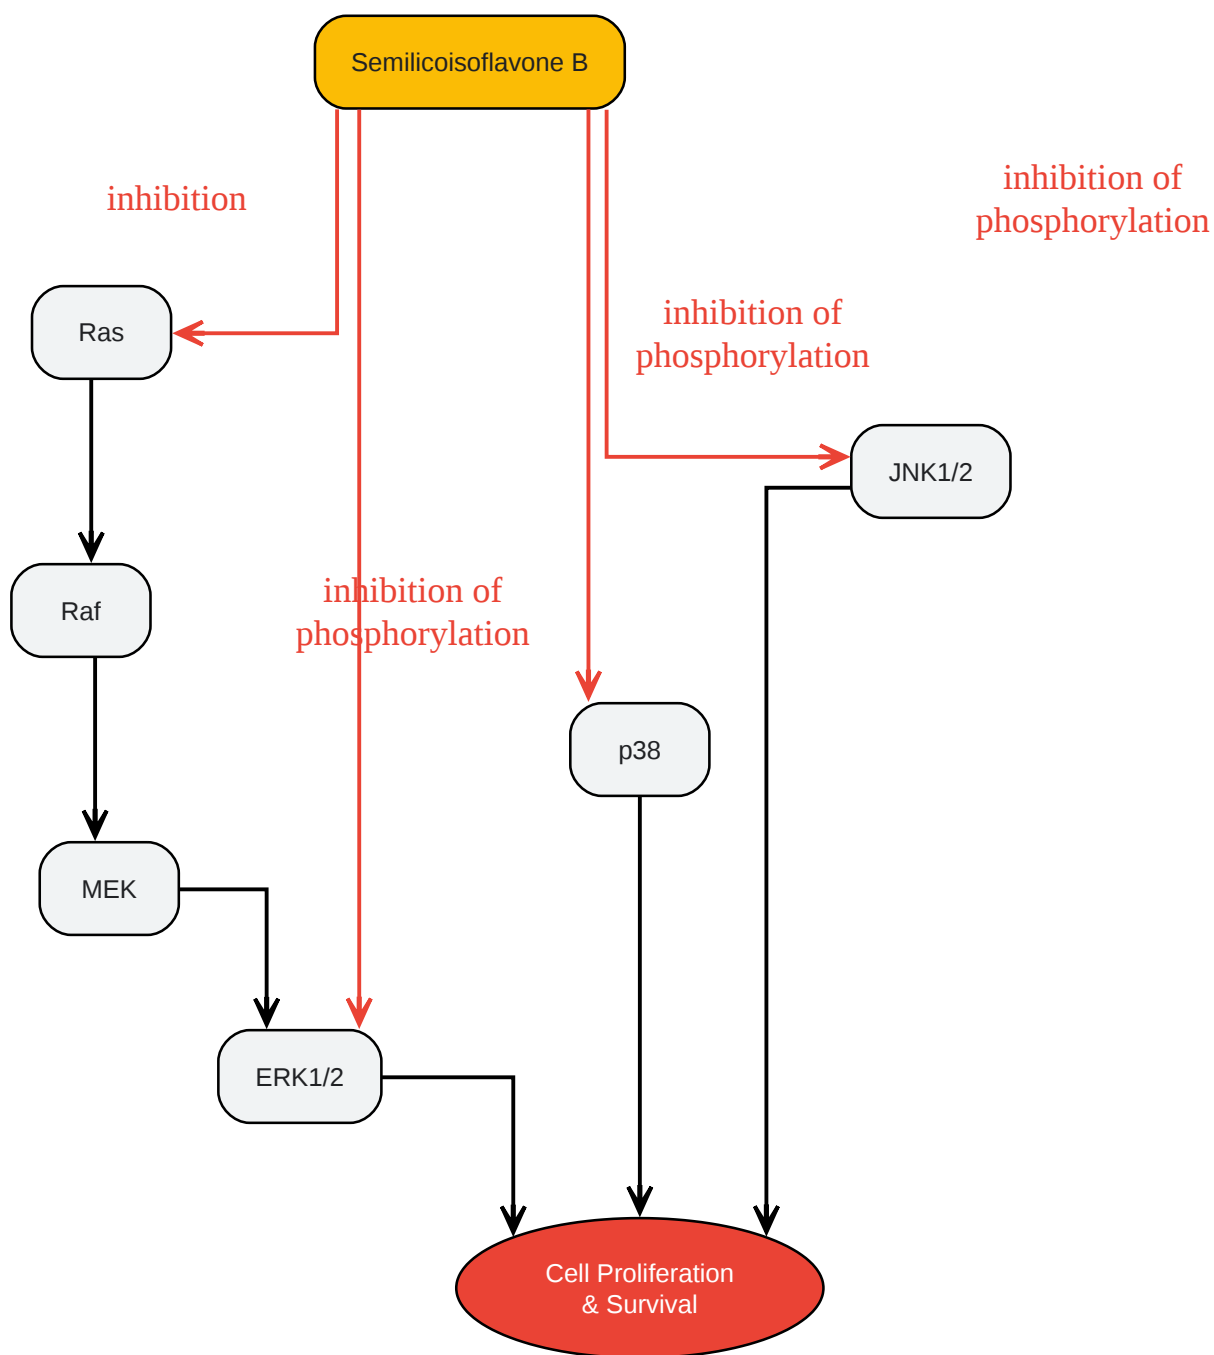 Semilicoisoflavone B
inhibition
inhibition of
phosphorylation
inhibition of
phosphorylation
Ras
JNK1/2
inhibition of
phosphorylation
Raf
p38
MEK
ERK1/2
Cell Proliferation
& Survival